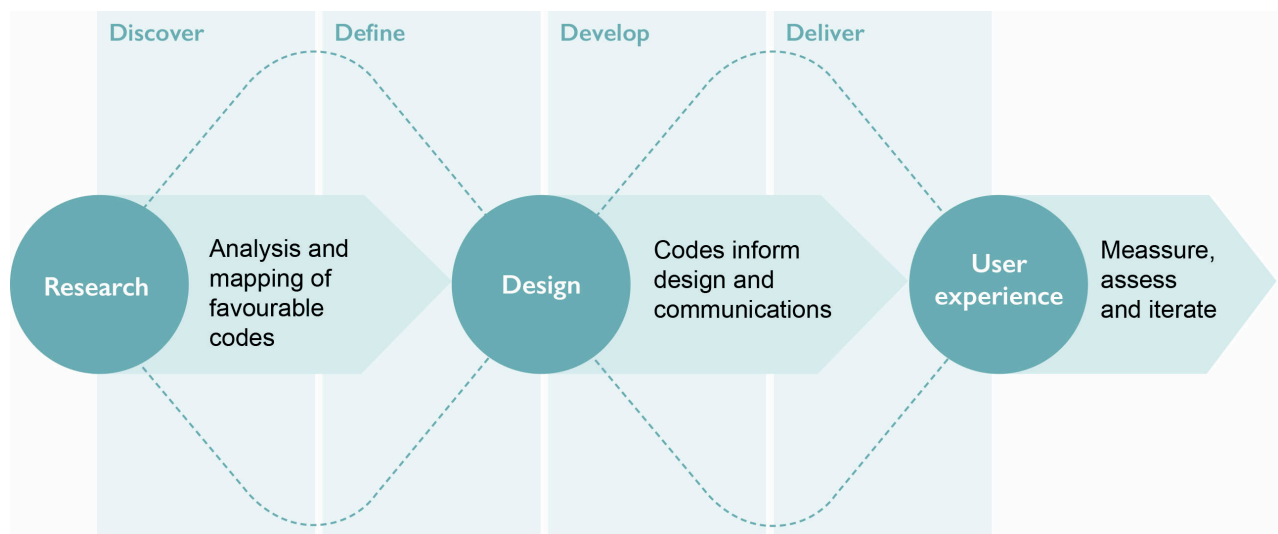 Discover
Define
Develop
Deliver
Research
Analysis and
mapping of
favourable
codes
Design
Codes inform
design and
communications
User
experience
Meassure,
assess
and iterate